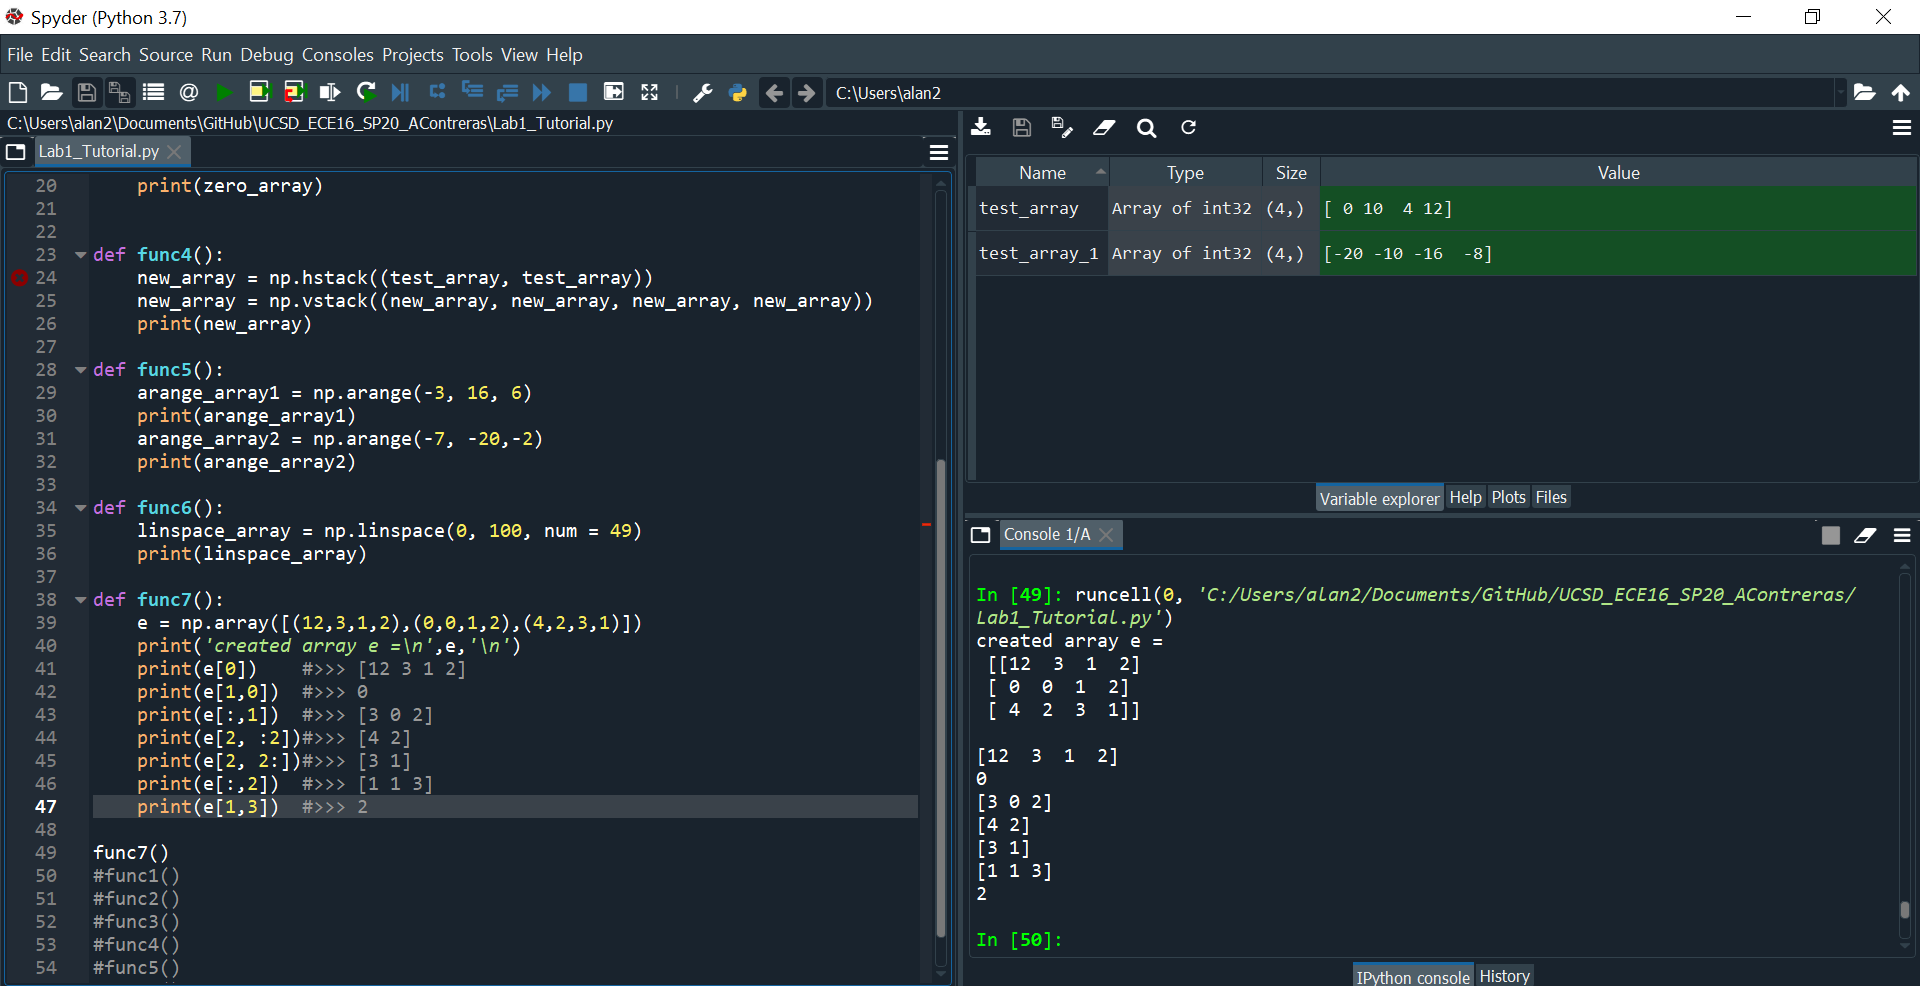 Spyder (Python 3.7)
File Edit Search Source Run Debug Consoles Projects Tools View Help
C:\Users\alan2
C:\Users\alan2\Documents\GitHub\UCSD_ECE16_SP20_AContreras\Lab1_Tutorial.py
Lab1_Tutorial.py
20     print(zero_array)
21
22
23 def func4():
24     new_array = np.hstack((test_array, test_array))
25     new_array = np.vstack((new_array, new_array, new_array, new_array))
26     print(new_array)
27
28 def func5():
29     arange_array1 = np.arange(-3, 16, 6)
30     print(arange_array1)
31     arange_array2 = np.arange(-7, -20,-2)
32     print(arange_array2)
33
34 def func6():
35     linspace_array = np.linspace(0, 100, num = 49)
36     print(linspace_array)
37
38 def func7():
39     e = np.array([(12,3,1,2),(0,0,1,2),(4,2,3,1)])
40     print('created array e =\n',e,'\n')
41     print(e[0])    #>>> [12 3 1 2]
42     print(e[1,0])  #>>> 0
43     print(e[:,1])  #>>> [3 0 2]
44     print(e[2, :2])#>>> [4 2]
45     print(e[2, 2:])#>>> [3 1]
46     print(e[:,2])  #>>> [1 1 3]
47     print(e[1,3])  #>>> 2
48
49 func7()
50 #func1()
51 #func2()
52 #func3()
53 #func4()
54 #func5()
Name Type Size Value
test_array Array of int32 (4,) [ 0 10  4 12]
test_array_1 Array of int32 (4,) [-20 -10 -16  -8]
Variable explorer Help Plots Files
Console 1/A
In [49]: runcell(0, 'C:/Users/alan2/Documents/GitHub/UCSD_ECE16_SP20_AContreras/
Lab1_Tutorial.py')
created array e =
 [[12  3  1  2]
 [ 0  0  1  2]
 [ 4  2  3  1]]
[12  3  1  2]
0
[3 0 2]
[4 2]
[3 1]
[1 1 3]
2
In [50]:
IPython console History